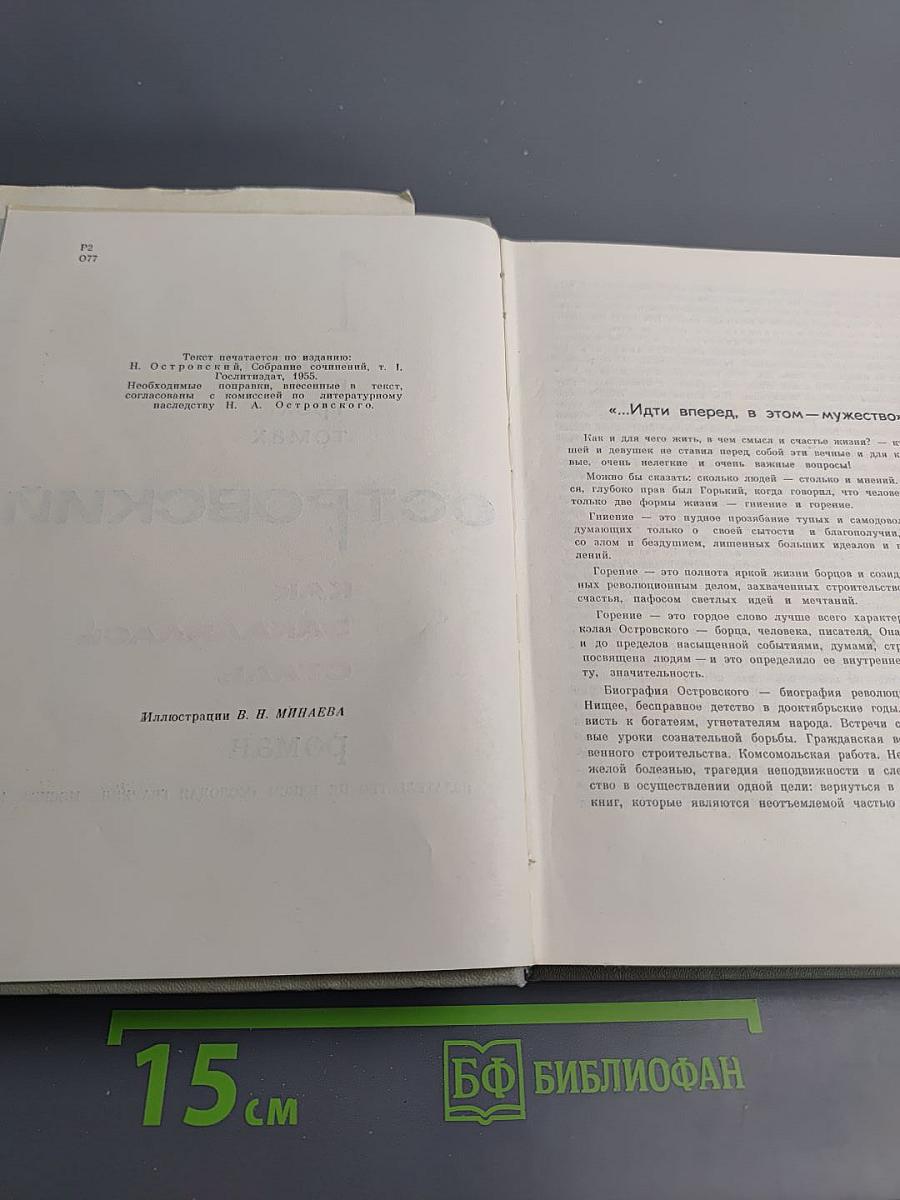 Р2
О77
Текст печатается по изданию:
Н. Островский, Собрание сочинений, т. I,
Гослитиздат, 1955.
Необходимые поправки, внесенные в текст,
согласованы с комиссией по литературному
наследству Н. А. Островского.
Иллюстрации В. Н. МИНАЕВА
«...Идти вперед, в этом — мужество»
Как и для чего жить, в чем смысл и счастье жизни? —
шей и девушек не ставил перед собой эти вечные и для
вые, очень нелегкие и очень важные вопросы!
Можно бы сказать: сколько людей — столько и мнений.
ся, глубоко прав был Горький, когда говорил, что челове
только две формы жизни — гниение и горение.
Гниение — это нудное прозябание тупых и самодовол
думающих только о своей сытости и благополучии,
со злом и бездушием, лишенных больших идеалов и
лений.
Горение — это полнота яркой жизни борцов и созид
ных революционным делом, захваченных строительство
счастья, пафосом светлых идей и мечтаний.
Горение — это гордое слово лучше всего характер
колая Островского — борца, человека, писателя. Она
и до пределов насыщенной событиями, думами, стр
посвящена людям — и это определило ее внутренне
ту, значительность.
Биография Островского — биография революц
Нищее, бесправное детство в дооктябрьские годы.
висть к богатеям, угнетателям народа. Встречи с
вые уроки сознательной борьбы. Гражданская во
венного строительства. Комсомольская работа. Не
желой болезнью, трагедия неподвижности и сле
ство в осуществлении одной цели: вернуться в
книг, которые являются неотъемлемой частью
15 см
БФ БИБЛИОФАН